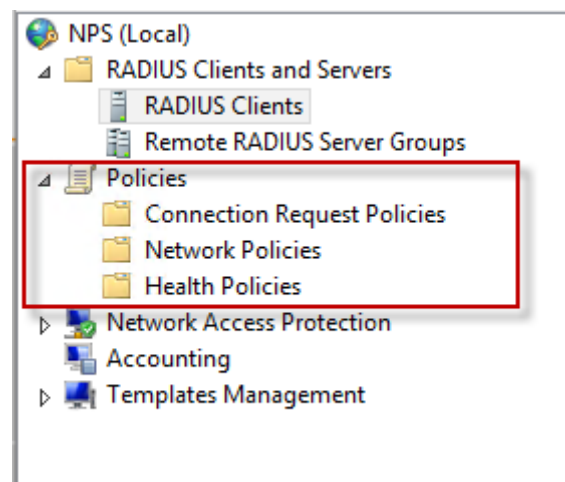 NPS (Local)
RADIUS Clients and Servers
RADIUS Clients
Remote RADIUS Server Groups
Policies
Connection Request Policies
Network Policies
Health Policies
Network Access Protection
Accounting
Templates Management